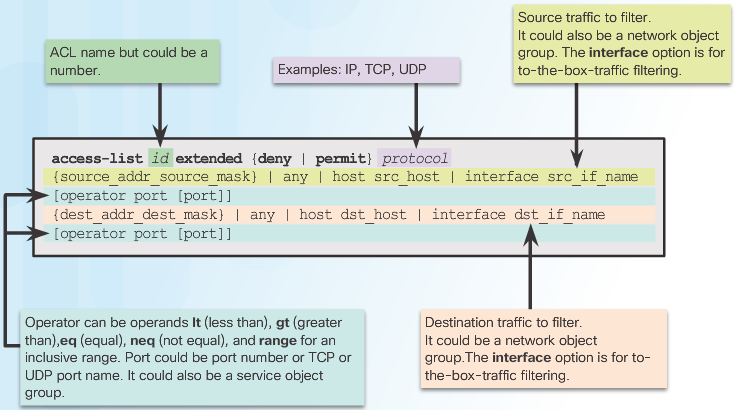 Source traffic to filter.
It could also be a network object
group. The interface option is for
to-the-box-traffic filtering.
ACL name but could be a
number.
Examples: IP, TCP, UDP
access-list id extended {deny | permit} protocol
{source_addr_source_mask} | any | host src_host | interface src_if_name
[operator port [port]]
{dest_addr_dest_mask} | any | host dst_host | interface dst_if_name
[operator port [port]]
Operator can be operands lt (less than), gt (greater
than),eq (equal), neq (not equal), and range for an
inclusive range. Port could be port number or TCP or
UDP port name. It could also be a service object
group.
Destination traffic to filter.
It could be a network object
group.The interface option is for to-
the-box-traffic filtering.